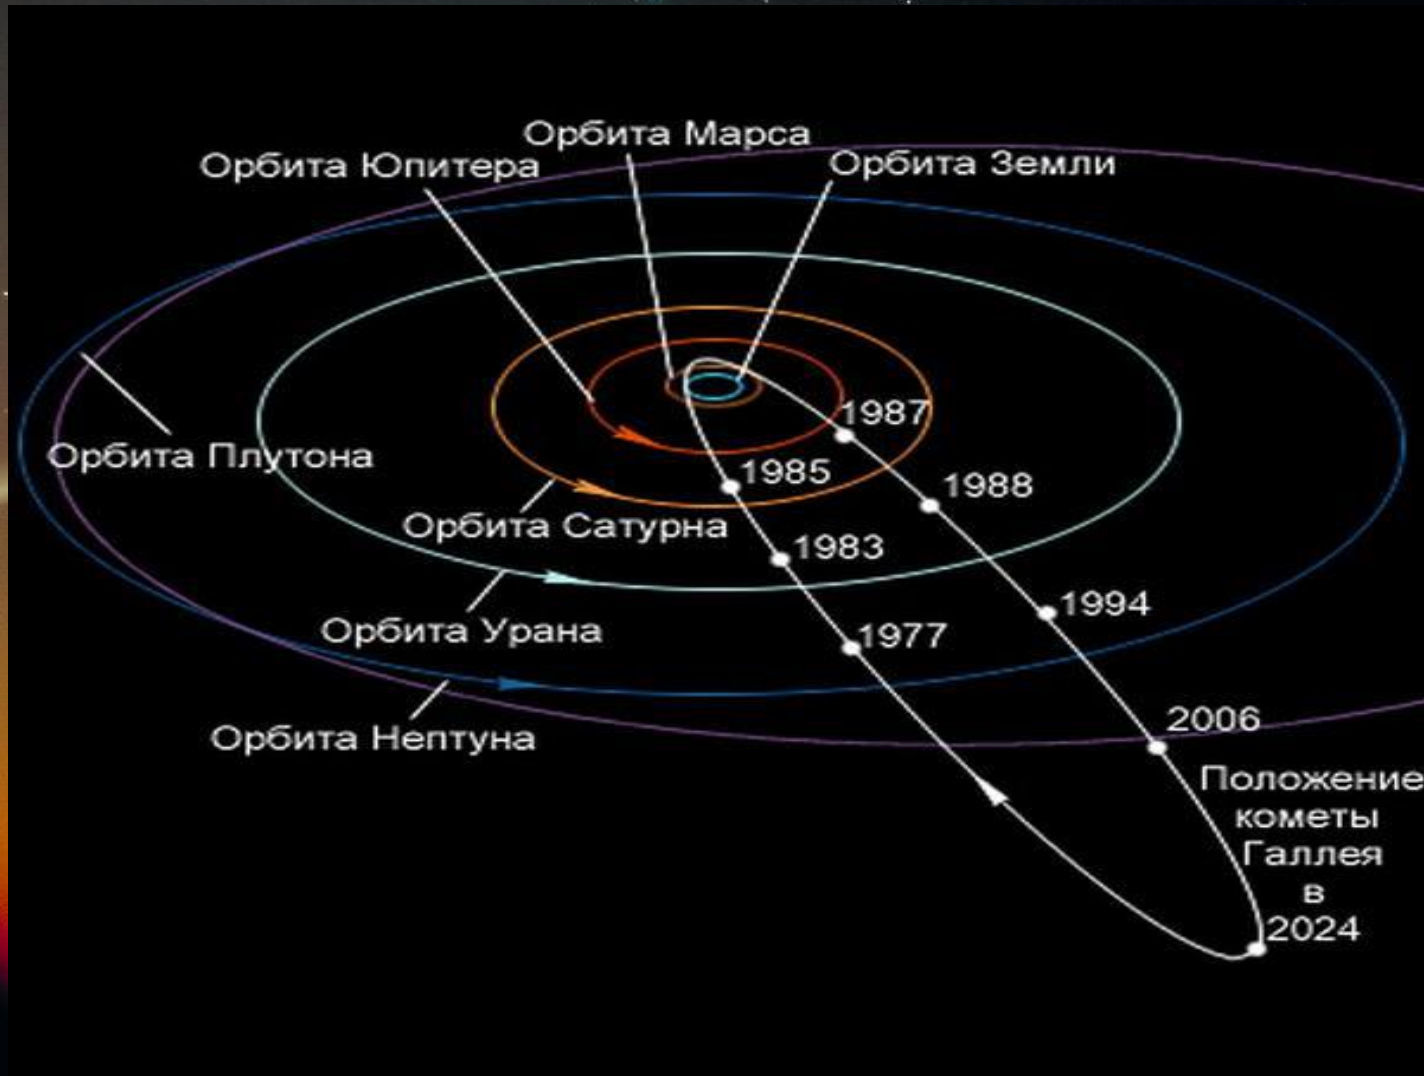 Орбита Марса
Орбита Юпитера
Орбита Земли
1987
Орбита Плутона
1985
1988
Орбита Сатурна
1983
1994
Орбита Урана
1977
2006
Орбита Нептуна
Положение
кометы
Галлея
в
2024